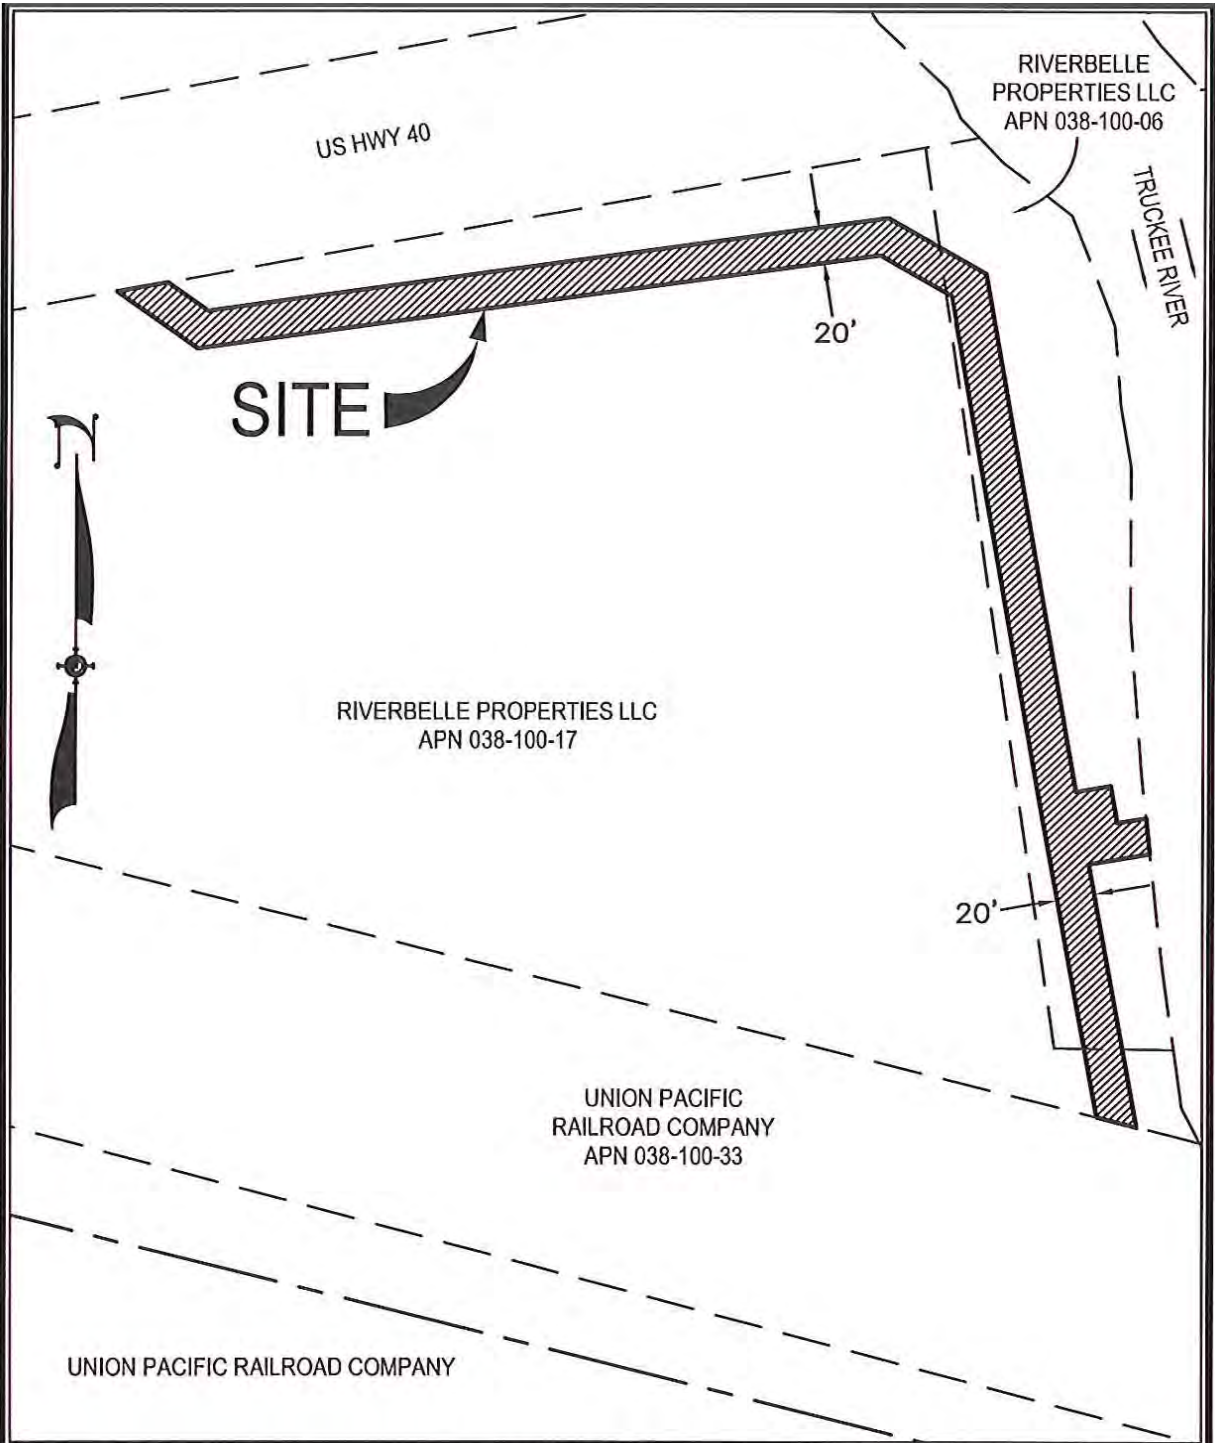 RIVERBELLE
PROPERTIES LLC
APN 038-100-06
US HWY 40
TRUCKEE RIVER
20'
SITE
RIVERBELLE PROPERTIES LLC
APN 038-100-17
20'
UNION PACIFIC
RAILROAD COMPANY
APN 038-100-33
UNION PACIFIC RAILROAD COMPANY